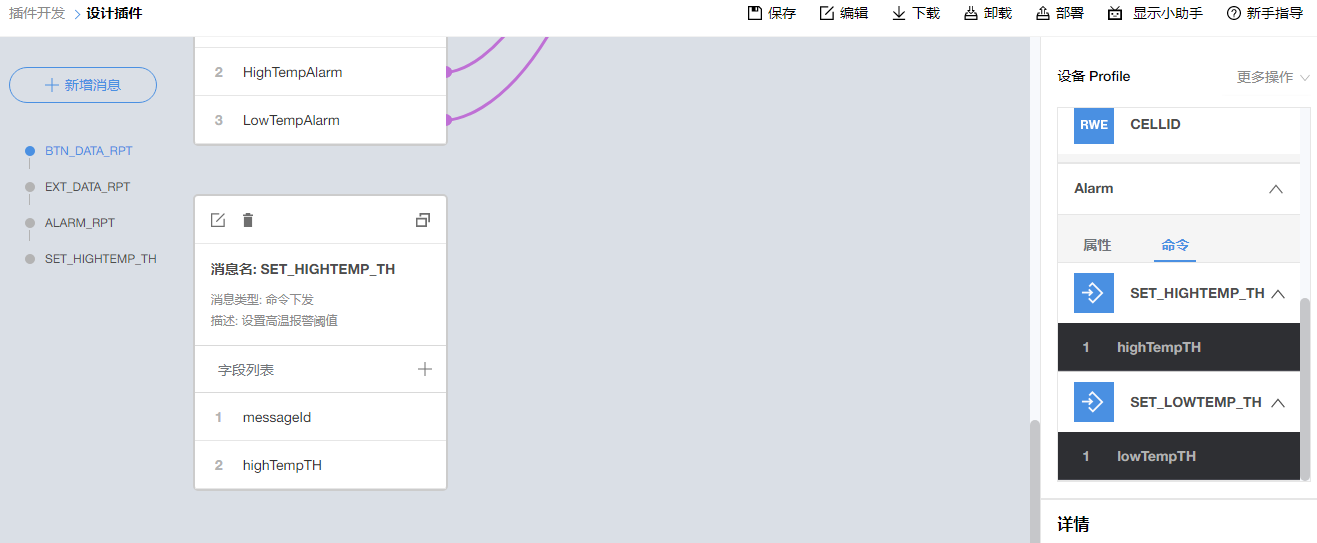 插件开发 > 设计插件
保存 编辑 下载 卸载 部署 显示小助手 新手指导
新增消息
BTN_DATA_RPT
EXT_DATA_RPT
ALARM_RPT
SET_HIGHTEMP_TH
2 HighTempAlarm
3 LowTempAlarm
消息名: SET_HIGHTEMP_TH
消息类型: 命令下发
描述: 设置高温报警阈值
字段列表
1 messageId
2 highTempTH
设备 Profile 更多操作
RWE CELLID
Alarm
属性 命令
SET_HIGHTEMP_TH
1 highTempTH
SET_LOWTEMP_TH
1 lowTempTH
详情